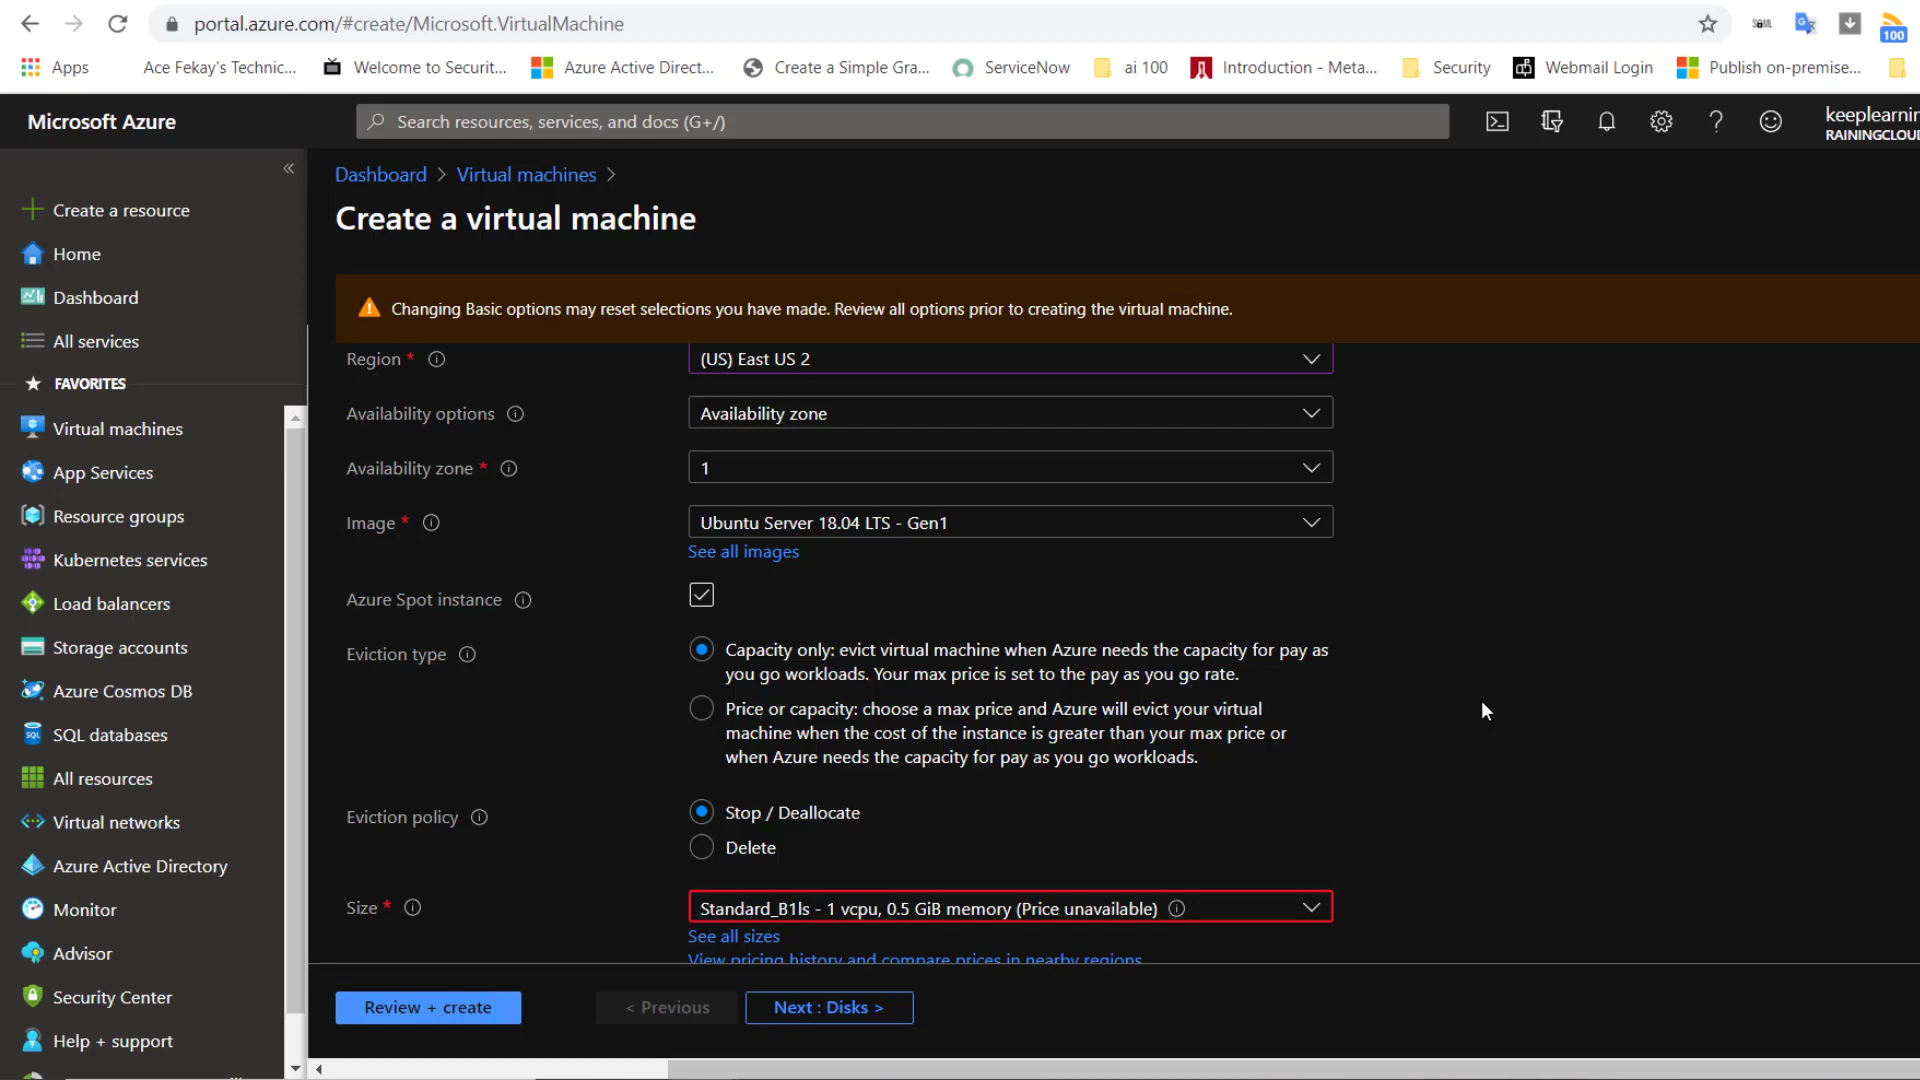 portal.azure.com/#create/Microsoft.VirtualMachine
SAML
100
Apps
Ace Fekay's Technic...
Welcome to Securit...
Azure Active Direct...
Create a Simple Gra...
ServiceNow
ai 100
Introduction - Meta...
Security
Webmail Login
Publish on-premise...
Microsoft Azure
Search resources, services, and docs (G+/)
keeplearnin
RAININGCLOUD
Create a resource
Home
Dashboard
All services
FAVORITES
Virtual machines
App Services
Resource groups
Kubernetes services
Load balancers
Storage accounts
Azure Cosmos DB
SQL databases
All resources
Virtual networks
Azure Active Directory
Monitor
Advisor
Security Center
Help + support
Dashboard > Virtual machines >
Create a virtual machine
Changing Basic options may reset selections you have made. Review all options prior to creating the virtual machine.
Region *
(US) East US 2
Availability options
Availability zone
Availability zone *
1
Image *
Ubuntu Server 18.04 LTS - Gen1
See all images
Azure Spot instance
Eviction type
Capacity only: evict virtual machine when Azure needs the capacity for pay as
you go workloads. Your max price is set to the pay as you go rate.
Price or capacity: choose a max price and Azure will evict your virtual
machine when the cost of the instance is greater than your max price or
when Azure needs the capacity for pay as you go workloads.
Eviction policy
Stop / Deallocate
Delete
Size *
Standard_B1ls - 1 vcpu, 0.5 GiB memory (Price unavailable)
See all sizes
View pricing history and compare prices in nearby regions
Review + create
< Previous
Next : Disks >